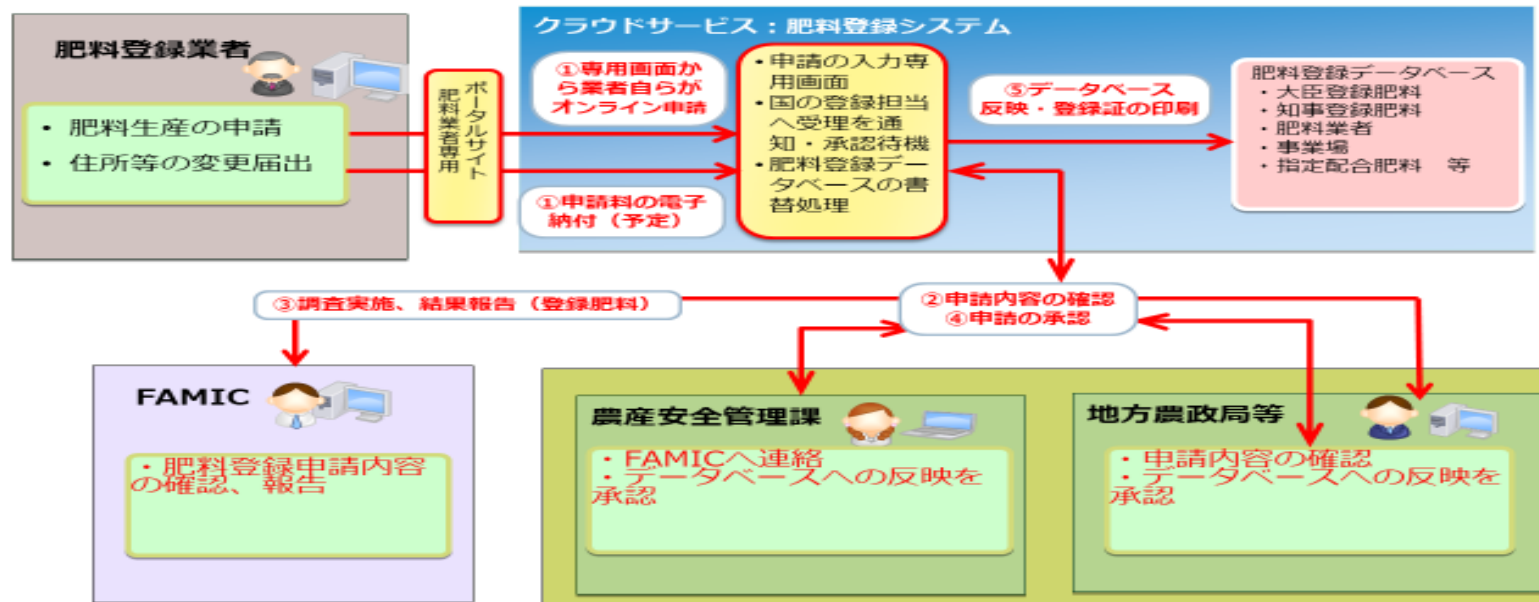 肥料登録業者
・ 肥料生産の申請
・ 住所等の変更届出
肥料業者専用
ポータルサイト
クラウドサービス：肥料登録システム
①専用画面か
ら業者自らが
オンライン申請
①申請料の電子
納付（予定）
・申請の入力専
用画面
・国の登録担当
へ受理を通
知・承認待機
・肥料登録デー
タベースの書
替処理
⑤データベース
反映・登録証の印刷
肥料登録データベース
・大臣登録肥料
・知事登録肥料
・肥料業者
・事業場
・指定配合肥料　等
③調査実施、結果報告（登録肥料）
②申請内容の確認
④申請の承認
FAMIC
・肥料登録申請内容
の確認、報告
農産安全管理課
・FAMICへ連絡
・データベースへの反映を
承認
地方農政局等
・申請内容の確認
・データベースへの反映を
承認